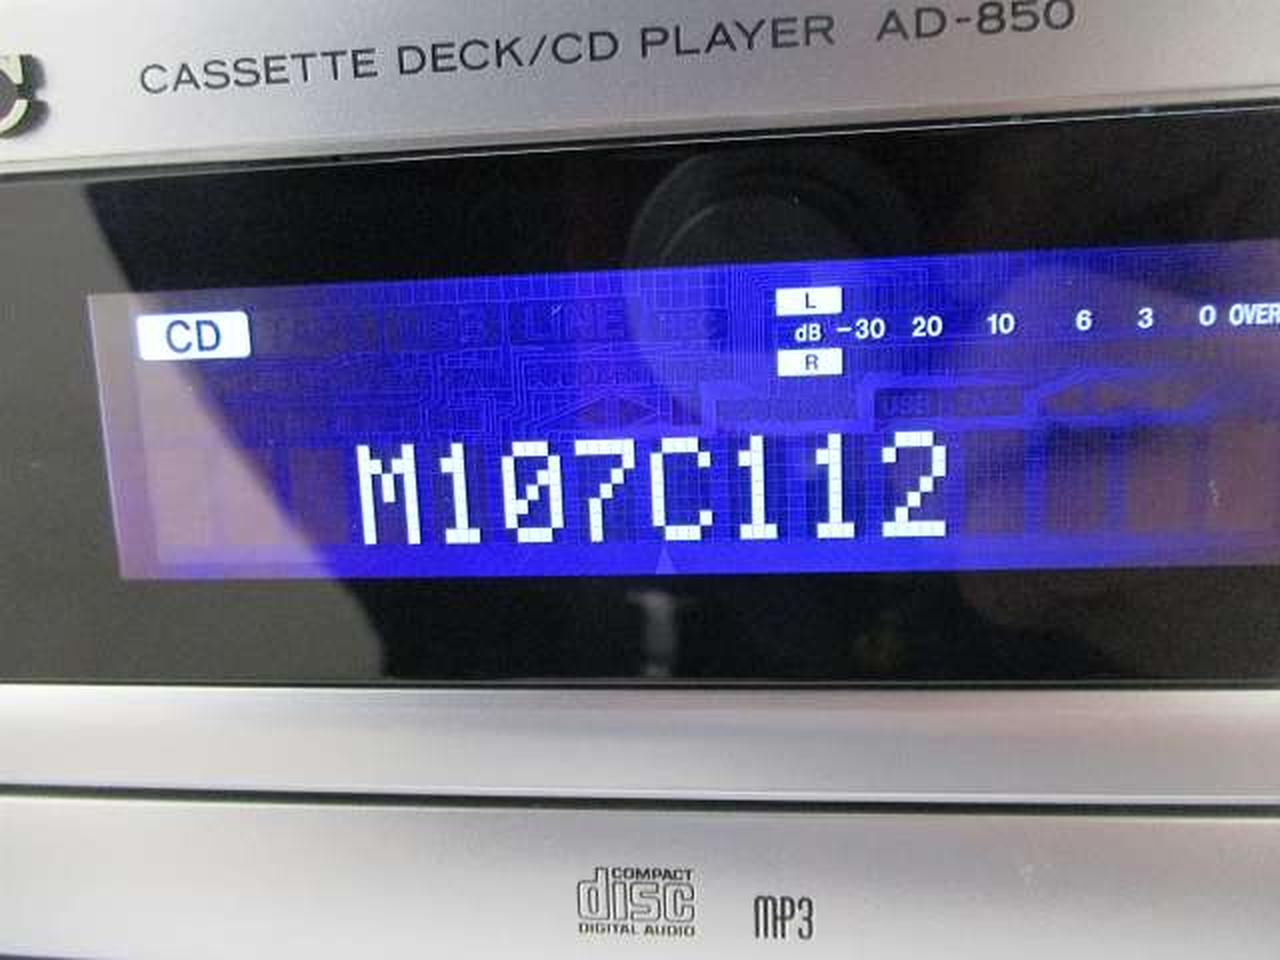 C
CASSETTE DECK/CD PLAYER AD-850
CD
L
dB -30 20 10 6 3 0 OVER
R
M107C112
COMPACT
disc
DIGITAL AUDIO
MP3